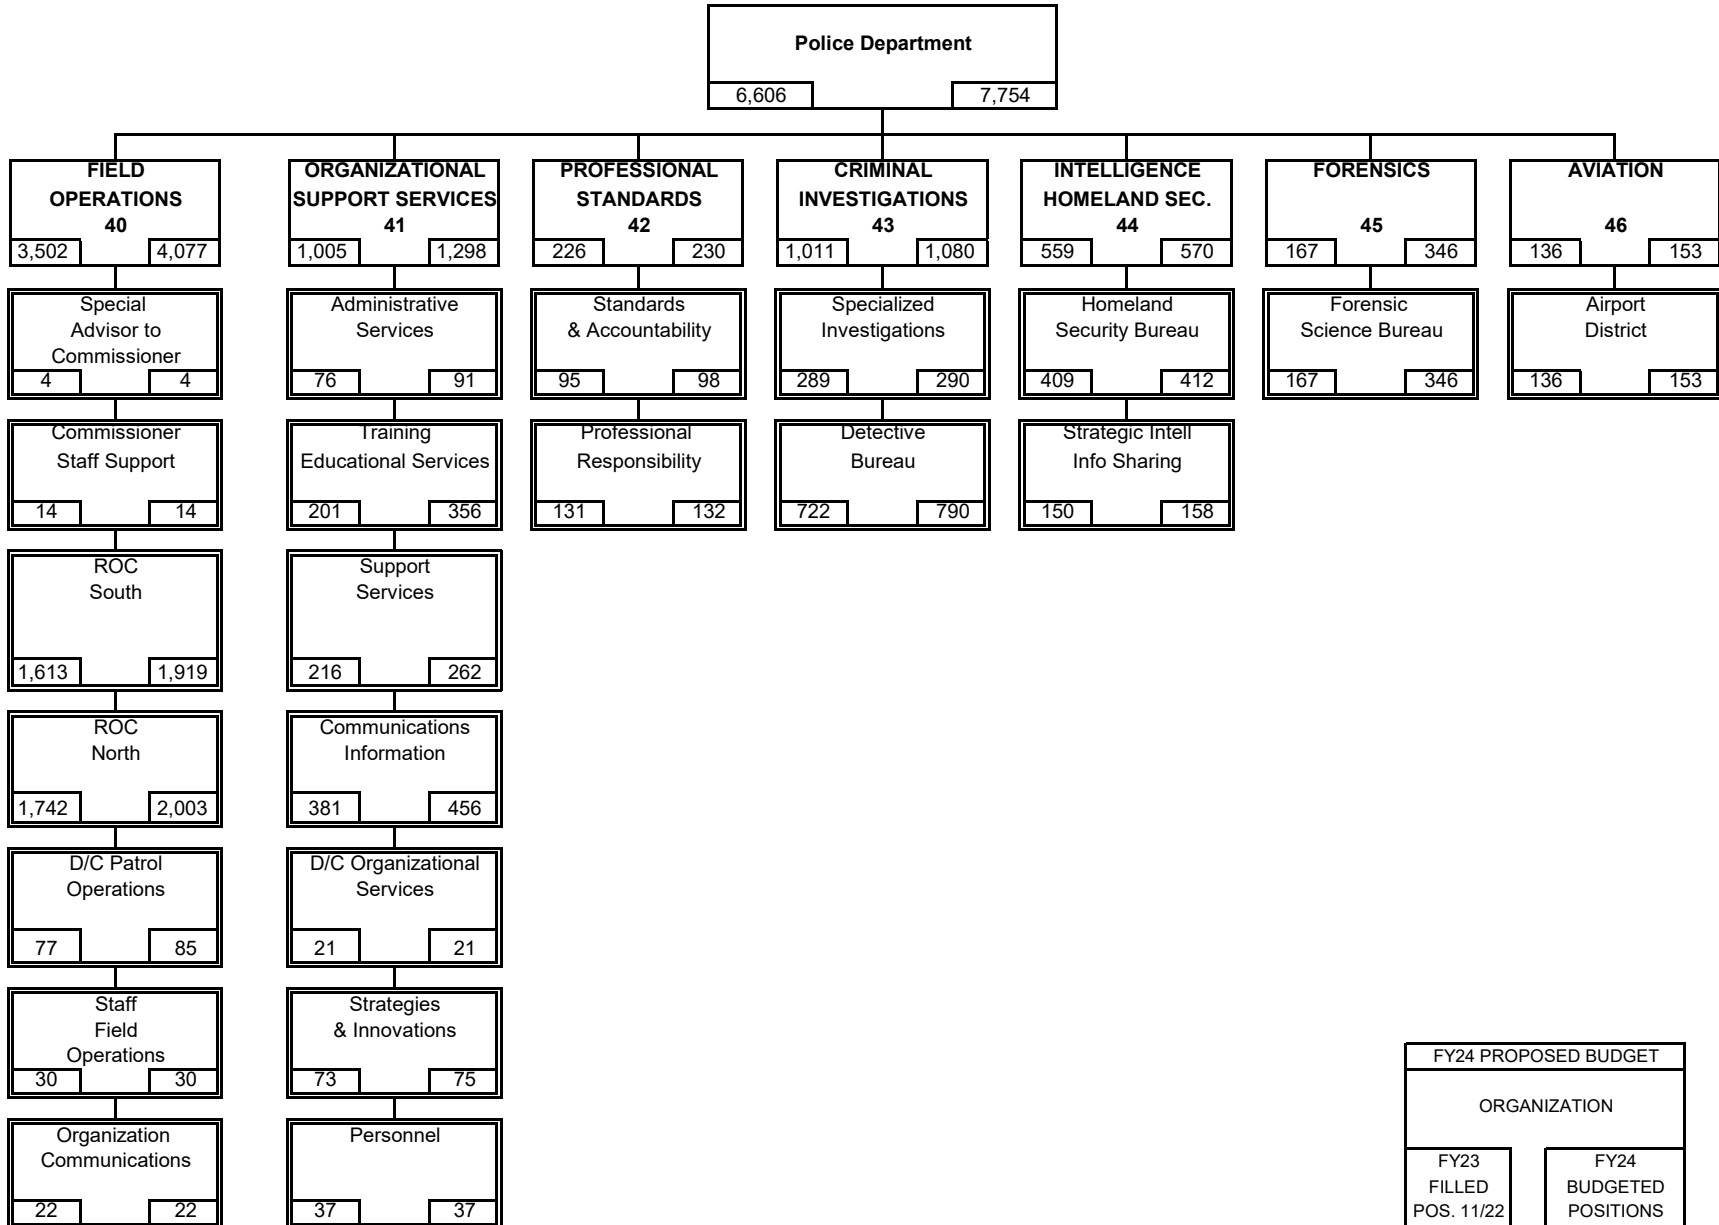 Police Department
6,606 7,754
FIELD
OPERATIONS
40
3,502 4,077
ORGANIZATIONAL
SUPPORT SERVICES
41
1,005 1,298
PROFESSIONAL
STANDARDS
42
226 230
CRIMINAL
INVESTIGATIONS
43
1,011 1,080
INTELLIGENCE
HOMELAND SEC.
44
559 570
FORENSICS
45
167 346
AVIATION
46
136 153
Special
Advisor to
Commissioner
4 4
Administrative
Services
76 91
Standards
& Accountability
95 98
Specialized
Investigations
289 290
Homeland
Security Bureau
409 412
Forensic
Science Bureau
167 346
Airport
District
136 153
Commissioner
Staff Support
14 14
Training
Educational Services
201 356
Professional
Responsibility
131 132
Detective
Bureau
722 790
Strategic Intell
Info Sharing
150 158
ROC
South
1,613 1,919
Support
Services
216 262
ROC
North
1,742 2,003
Communications
Information
381 456
D/C Patrol
Operations
77 85
D/C Organizational
Services
21 21
Staff
Field
Operations
30 30
Strategies
& Innovations
73 75
Organization
Communications
22 22
Personnel
37 37
FY24 PROPOSED BUDGET
ORGANIZATION
FY23
FILLED
POS. 11/22
FY24
BUDGETED
POSITIONS